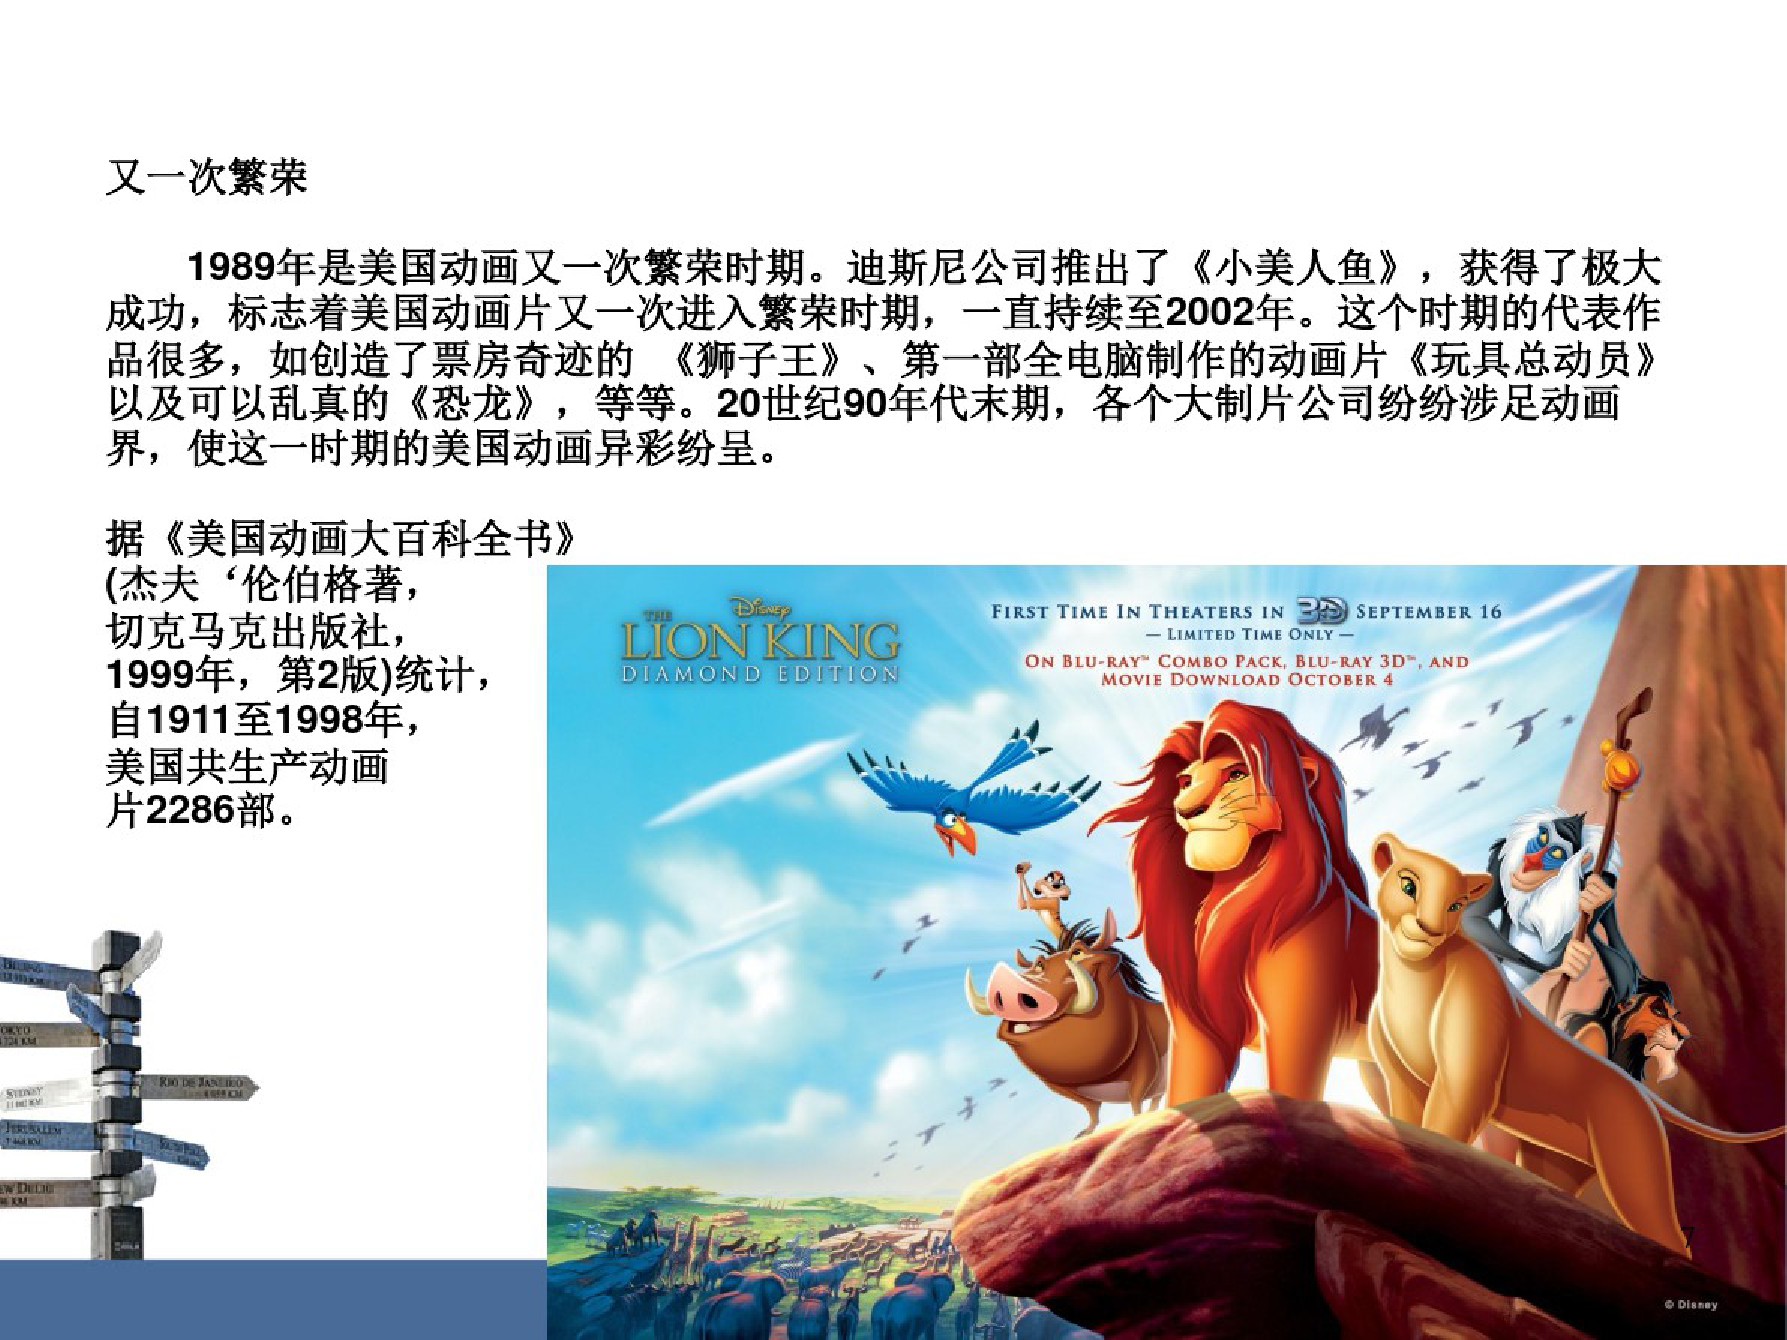 又一次繁荣
1989年是美国动画又一次繁荣时期。迪斯尼公司推出了《小美人鱼》，获得了极大
成功，标志着美国动画片又一次进入繁荣时期，一直持续至2002年。这个时期的代表作
品很多，如创造了票房奇迹的 《狮子王》、第一部全电脑制作的动画片《玩具总动员》
以及可以乱真的《恐龙》，等等。20世纪90年代末期，各个大制片公司纷纷涉足动画
界，使这一时期的美国动画异彩纷呈。
据《美国动画大百科全书》
(杰夫‘伦伯格著，
切克马克出版社，
1999年，第2版)统计，
自1911至1998年，
美国共生产动画
片2286部。
Disney
THE
LION KING
DIAMOND EDITION
FIRST TIME IN THEATERS IN 3D SEPTEMBER 16
— LIMITED TIME ONLY —
ON BLU-RAY™ COMBO PACK, BLU-RAY 3D™, AND
MOVIE DOWNLOAD OCTOBER 4
BEIJING
OKYO
SYDNEY
RIO DE JANEIRO
JERUSALEM
EW DELHI
7
© Disney